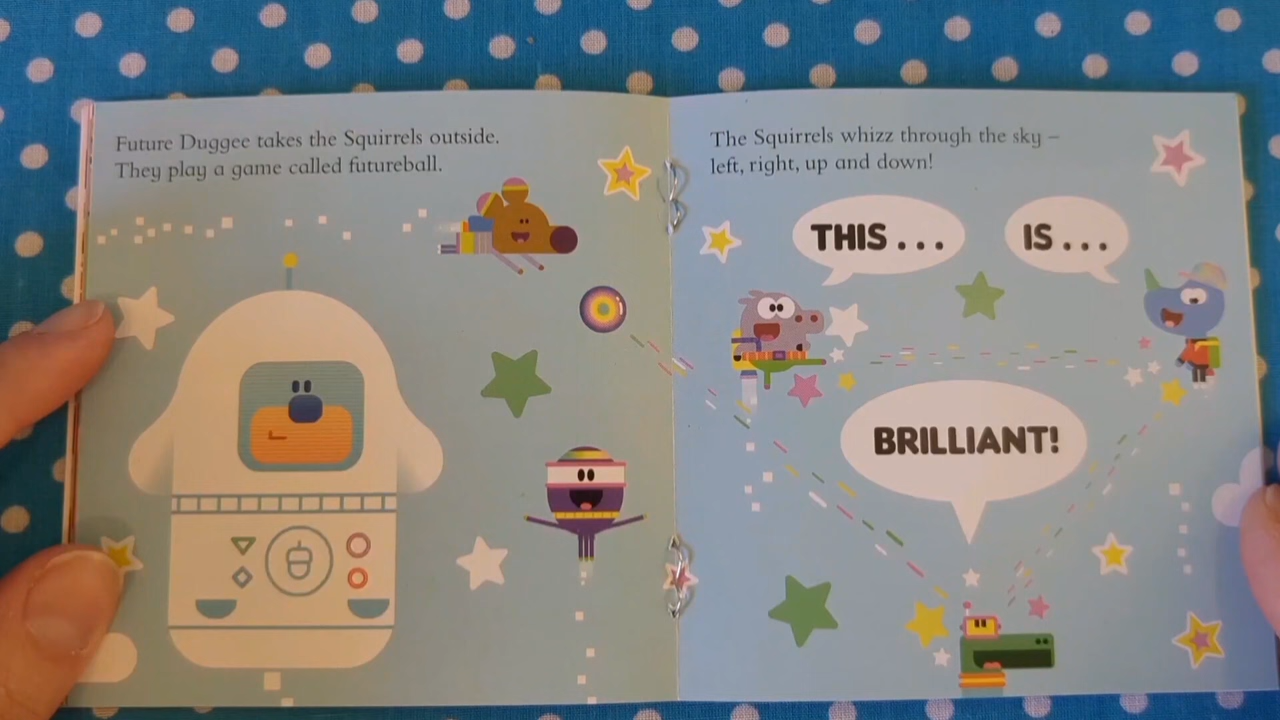 Future Duggee takes the Squirrels outside.
They play a game called futureball.
The Squirrels whizz through the sky –
left, right, up and down!
THIS...
IS...
BRILLIANT!